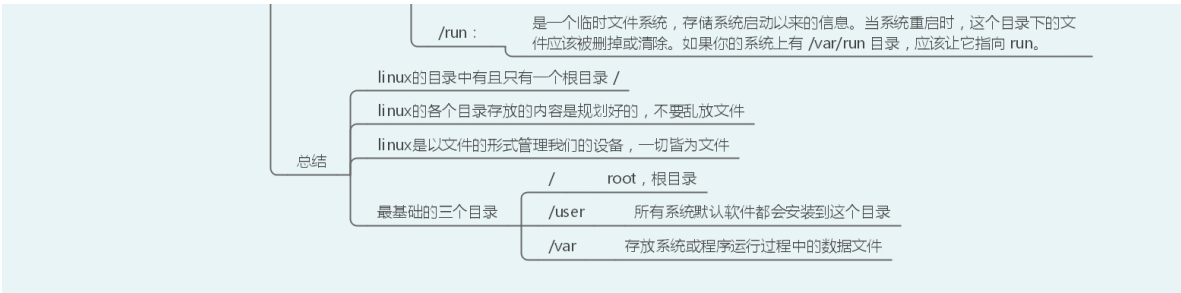 /run： 是一个临时文件系统，存储系统启动以来的信息。当系统重启时，这个目录下的文
件应该被删掉或清除。如果你的系统上有 /var/run 目录，应该让它指向 run。
linux的目录中有且只有一个根目录 /
linux的各个目录存放的内容是规划好的，不要乱放文件
linux是以文件的形式管理我们的设备，一切皆为文件
总结
/ root，根目录
最基础的三个目录
/user 所有系统默认软件都会安装到这个目录
/var 存放系统或程序运行过程中的数据文件